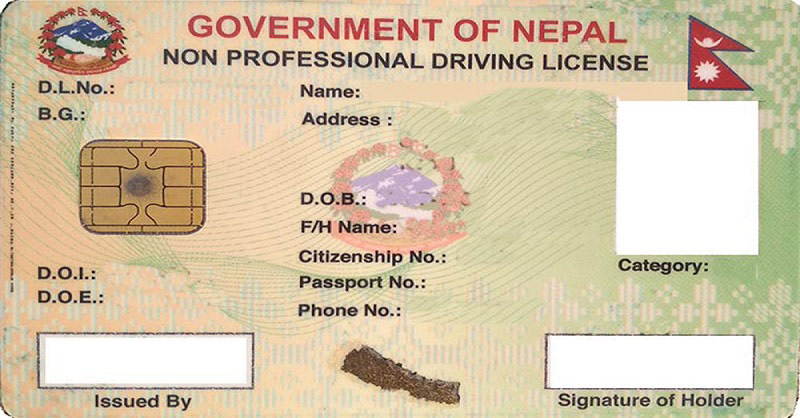 GOVERNMENT OF NEPAL
NON PROFESSIONAL DRIVING LICENSE
D.L.No.:
B.G.:
Name:
Address :
D.O.B.:
F/H Name:
Citizenship No.:
Passport No.:
Phone No.:
D.O.I.:
D.O.E.:
Category:
Issued By
Signature of Holder